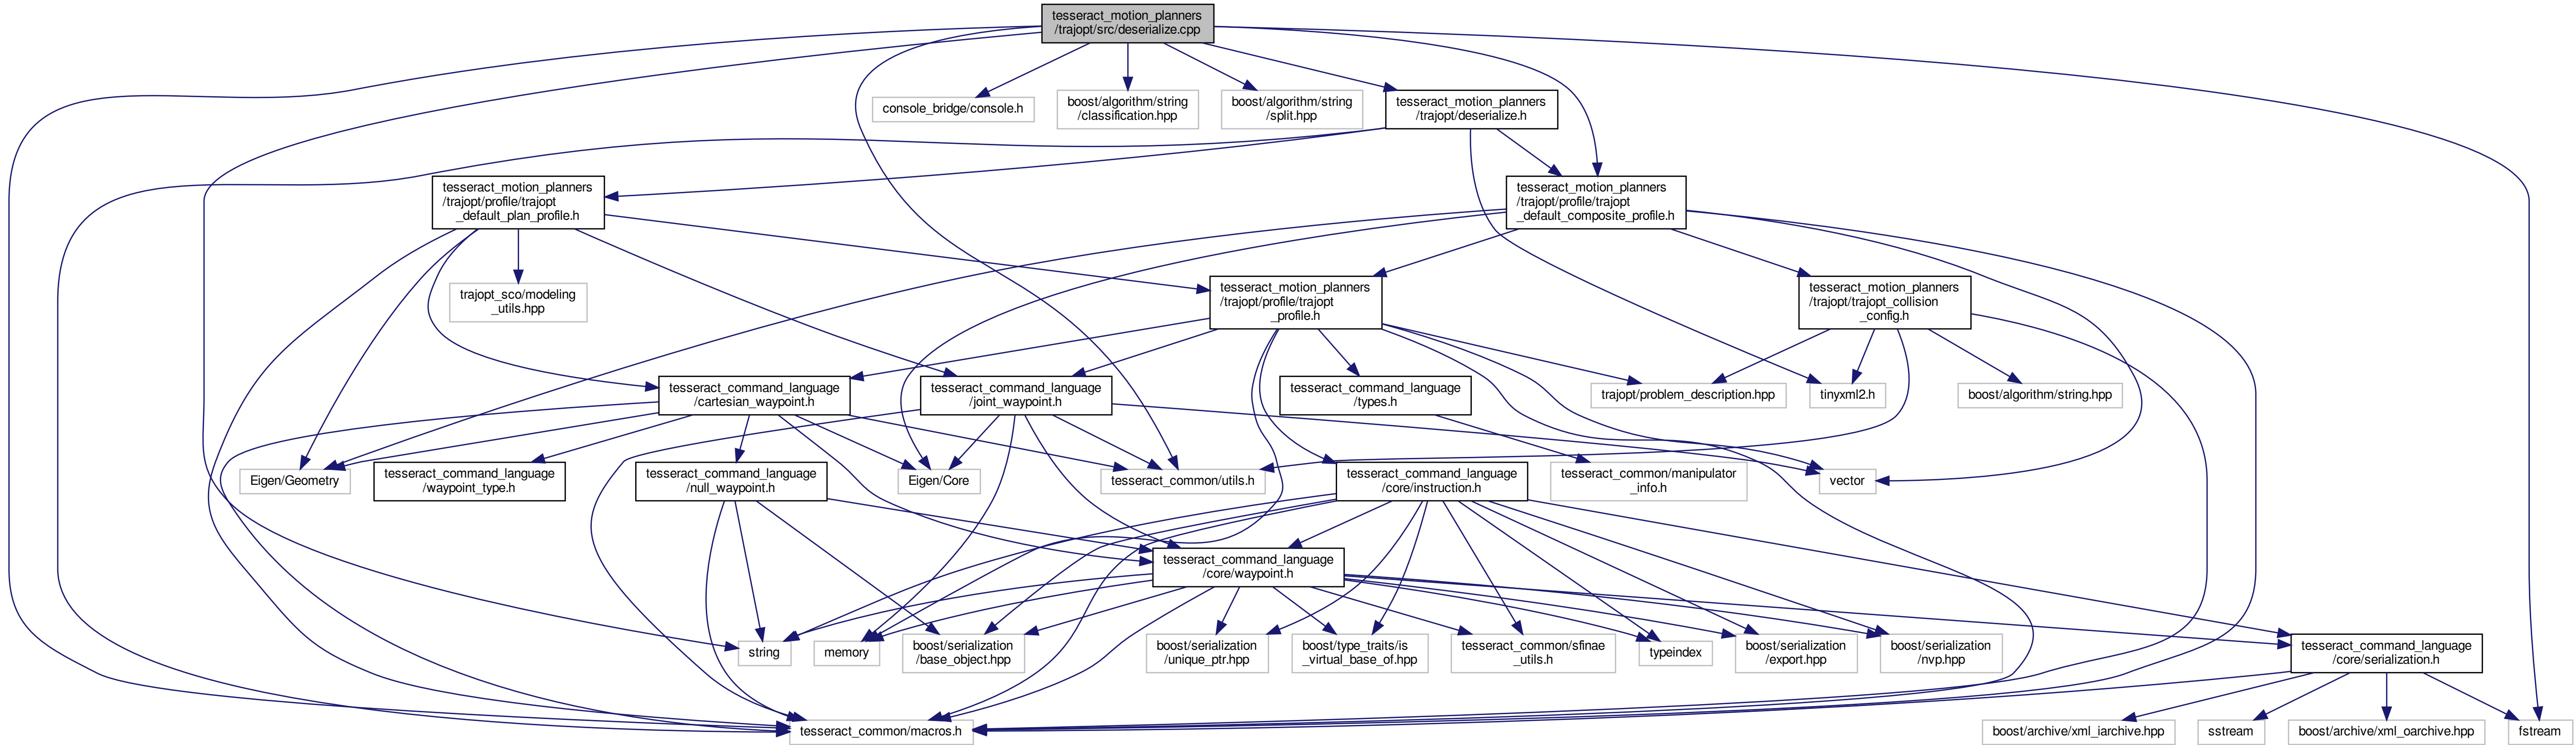 tesseract_motion_planners
/trajopt/src/deserialize.cpp
console_bridge/console.h
boost/algorithm/string
/classification.hpp
boost/algorithm/string
/split.hpp
tesseract_motion_planners
/trajopt/deserialize.h
tesseract_motion_planners
/trajopt/profile/trajopt
_default_plan_profile.h
tesseract_motion_planners
/trajopt/profile/trajopt
_default_composite_profile.h
trajopt_sco/modeling
_utils.hpp
tesseract_motion_planners
/trajopt/profile/trajopt
_profile.h
tesseract_motion_planners
/trajopt/trajopt_collision
_config.h
tesseract_command_language
/cartesian_waypoint.h
tesseract_command_language
/joint_waypoint.h
tesseract_command_language
/types.h
trajopt/problem_description.hpp
tinyxml2.h
boost/algorithm/string.hpp
Eigen/Geometry
tesseract_command_language
/waypoint_type.h
tesseract_command_language
/null_waypoint.h
Eigen/Core
tesseract_common/utils.h
tesseract_command_language
/core/instruction.h
tesseract_common/manipulator
_info.h
vector
tesseract_command_language
/core/waypoint.h
string
memory
boost/serialization
/base_object.hpp
boost/serialization
/unique_ptr.hpp
boost/type_traits/is
_virtual_base_of.hpp
tesseract_common/sfinae
_utils.h
typeindex
boost/serialization
/export.hpp
boost/serialization
/nvp.hpp
tesseract_command_language
/core/serialization.h
tesseract_common/macros.h
boost/archive/xml_iarchive.hpp
sstream
boost/archive/xml_oarchive.hpp
fstream